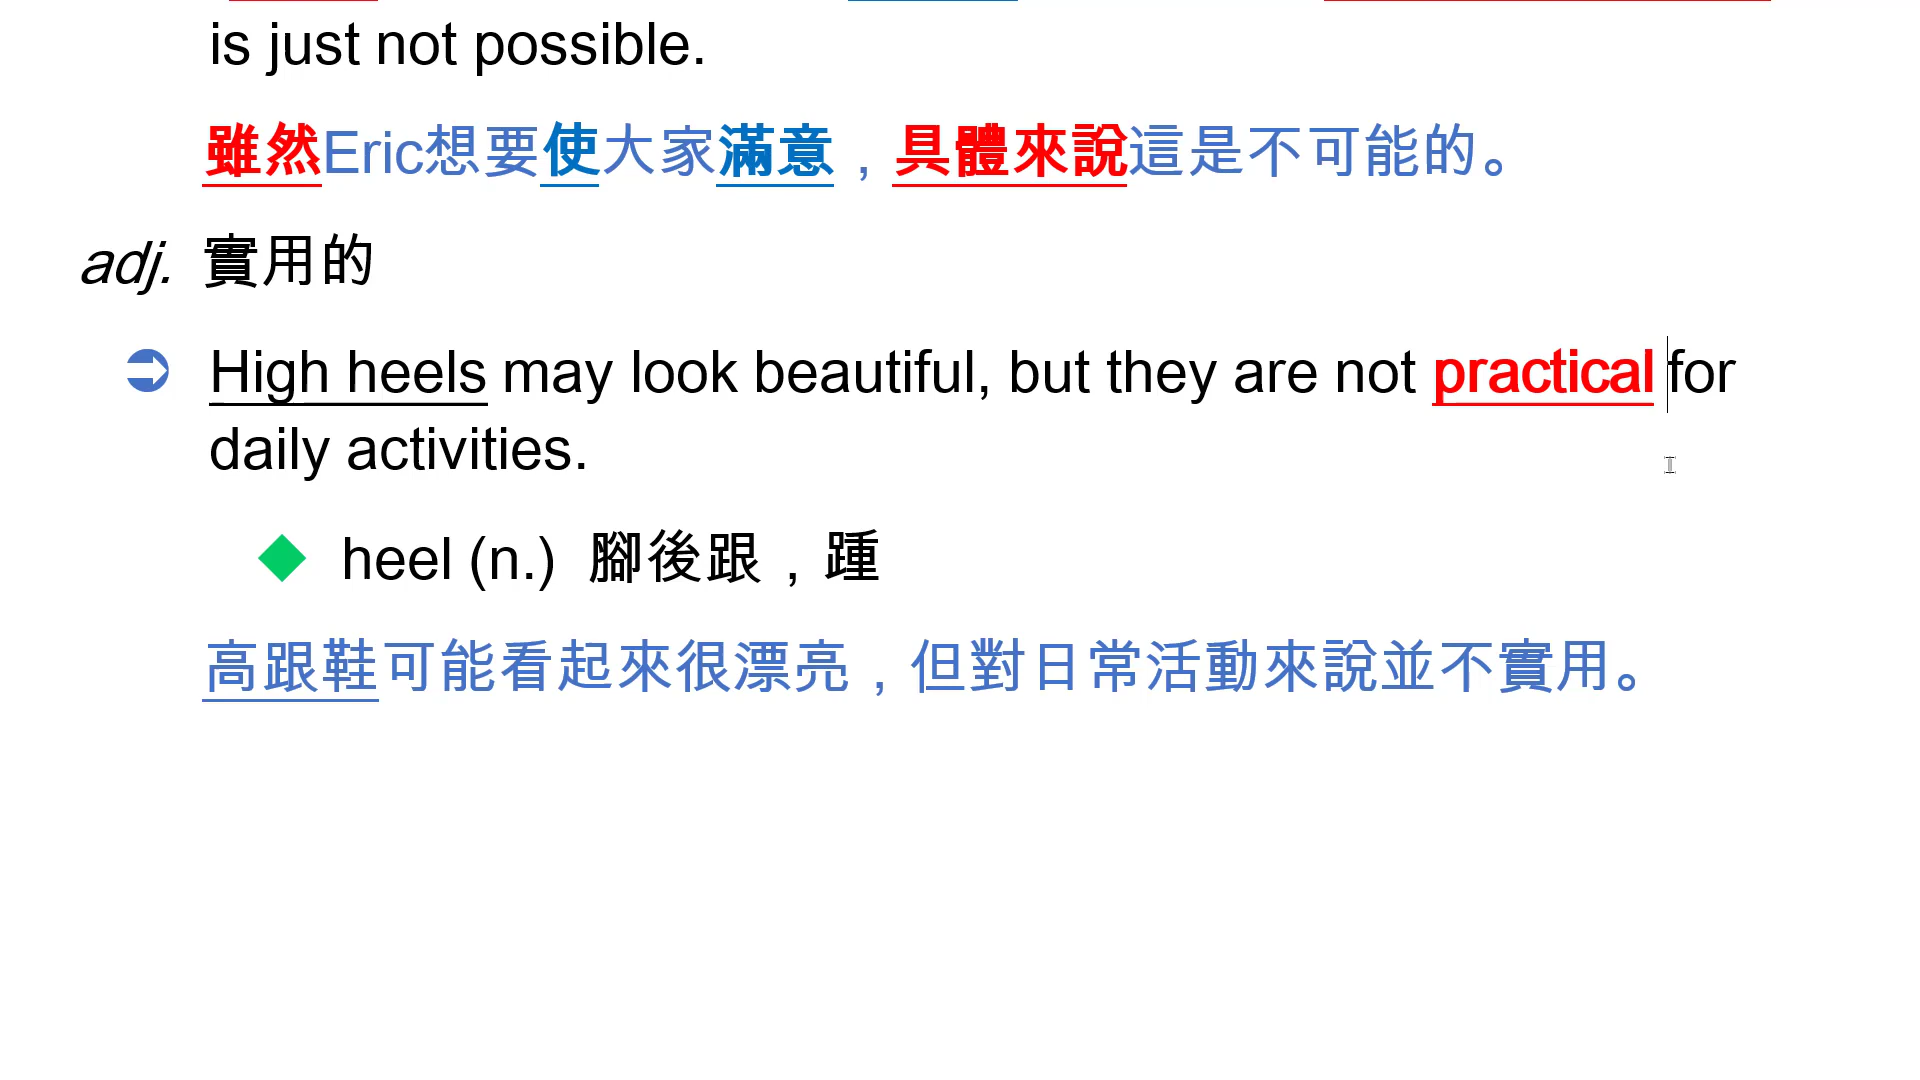 is just not possible.
雖然Eric想要使大家滿意，具體來說這是不可能的。
adj. 實用的
High heels may look beautiful, but they are not practical for
daily activities.
heel (n.) 腳後跟，踵
高跟鞋可能看起來很漂亮，但對日常活動來說並不實用。